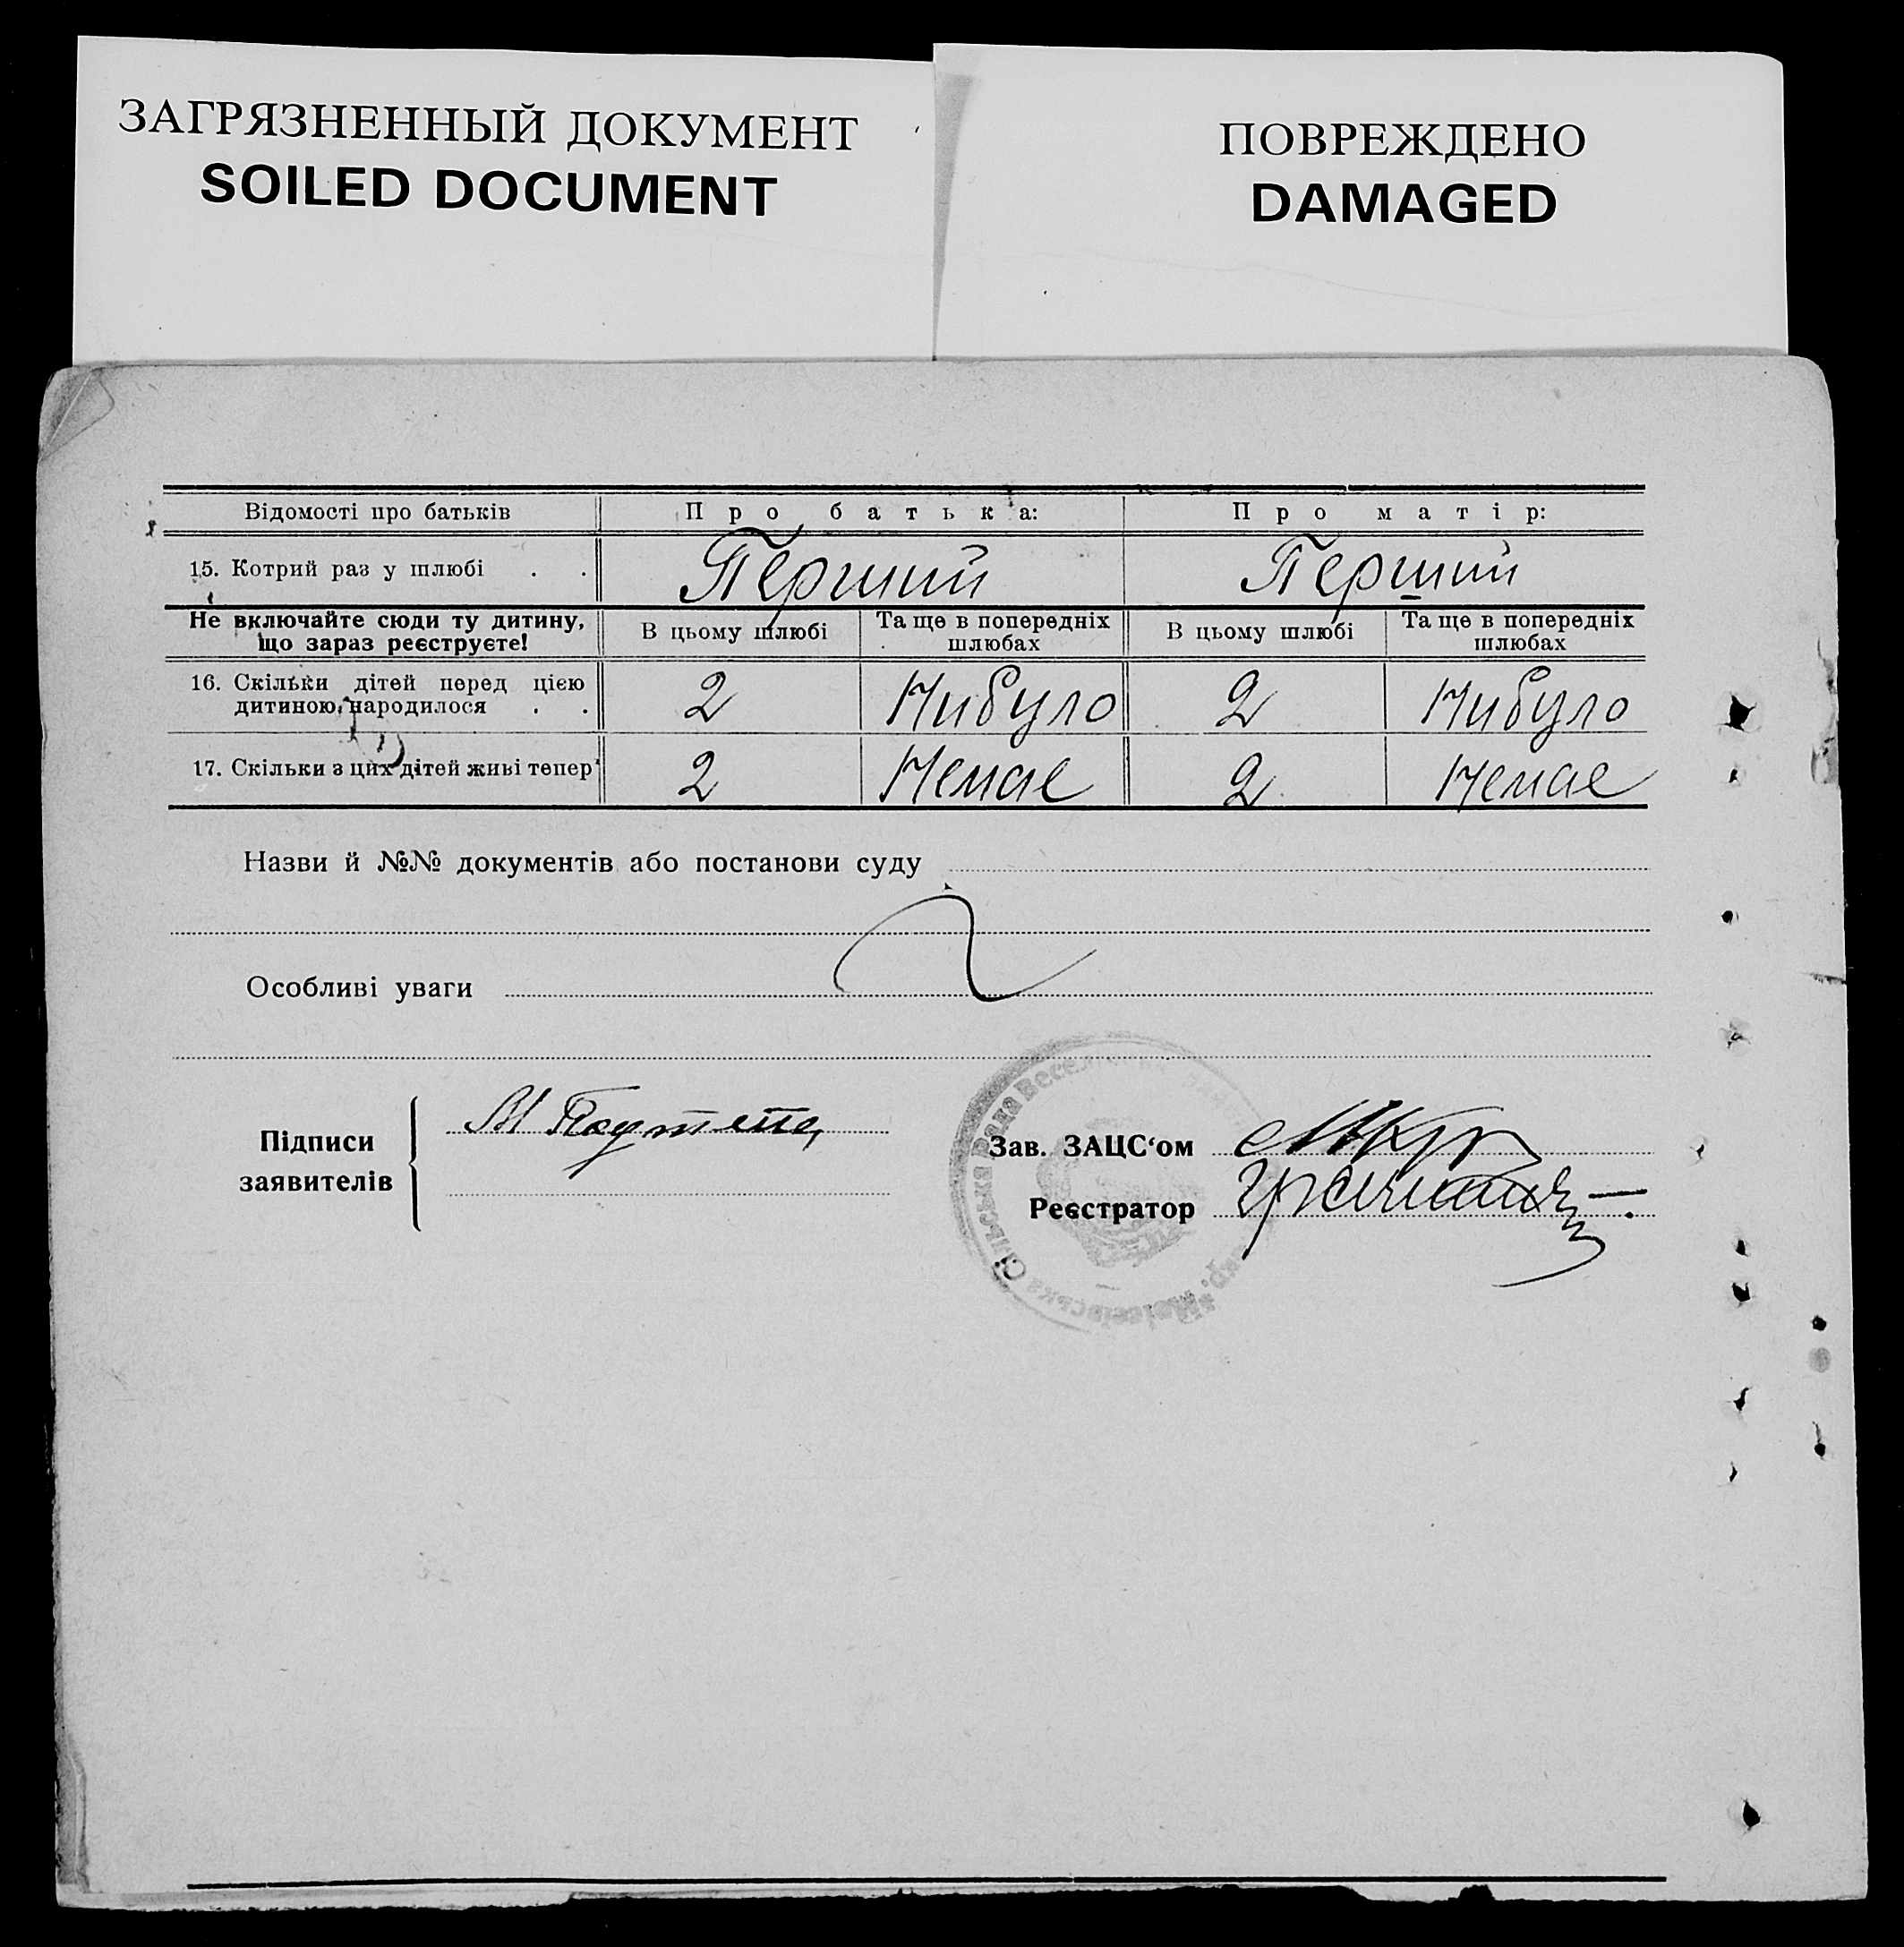 ЗАГРЯЗНЕННЫЙ ДОКУМЕНТ
SOILED DOCUMENT
ПОВРЕЖДЕНО
DAMAGED
Відомості про батьків Про батька: Про матір:
15. Котрий раз у шлюбі . . Перший Перший
Не включайте сюди ту дитину, що зараз реєструєте! В цьому шлюбі Та ще в попередніх шлюбах В цьому шлюбі Та ще в попередніх шлюбах
16. Скільки дітей перед цією
дитиною народилося . . 2 Нибуло 2 Нибуло
17. Скільки з цих дітей живі тепер 2 Немає 2 Немає
Назви й №№ документів або постанови суду
Особливі уваги
Підписи
заявителів
М
Зав. ЗАЦС‘ом
Реєстратор
сільська Рада